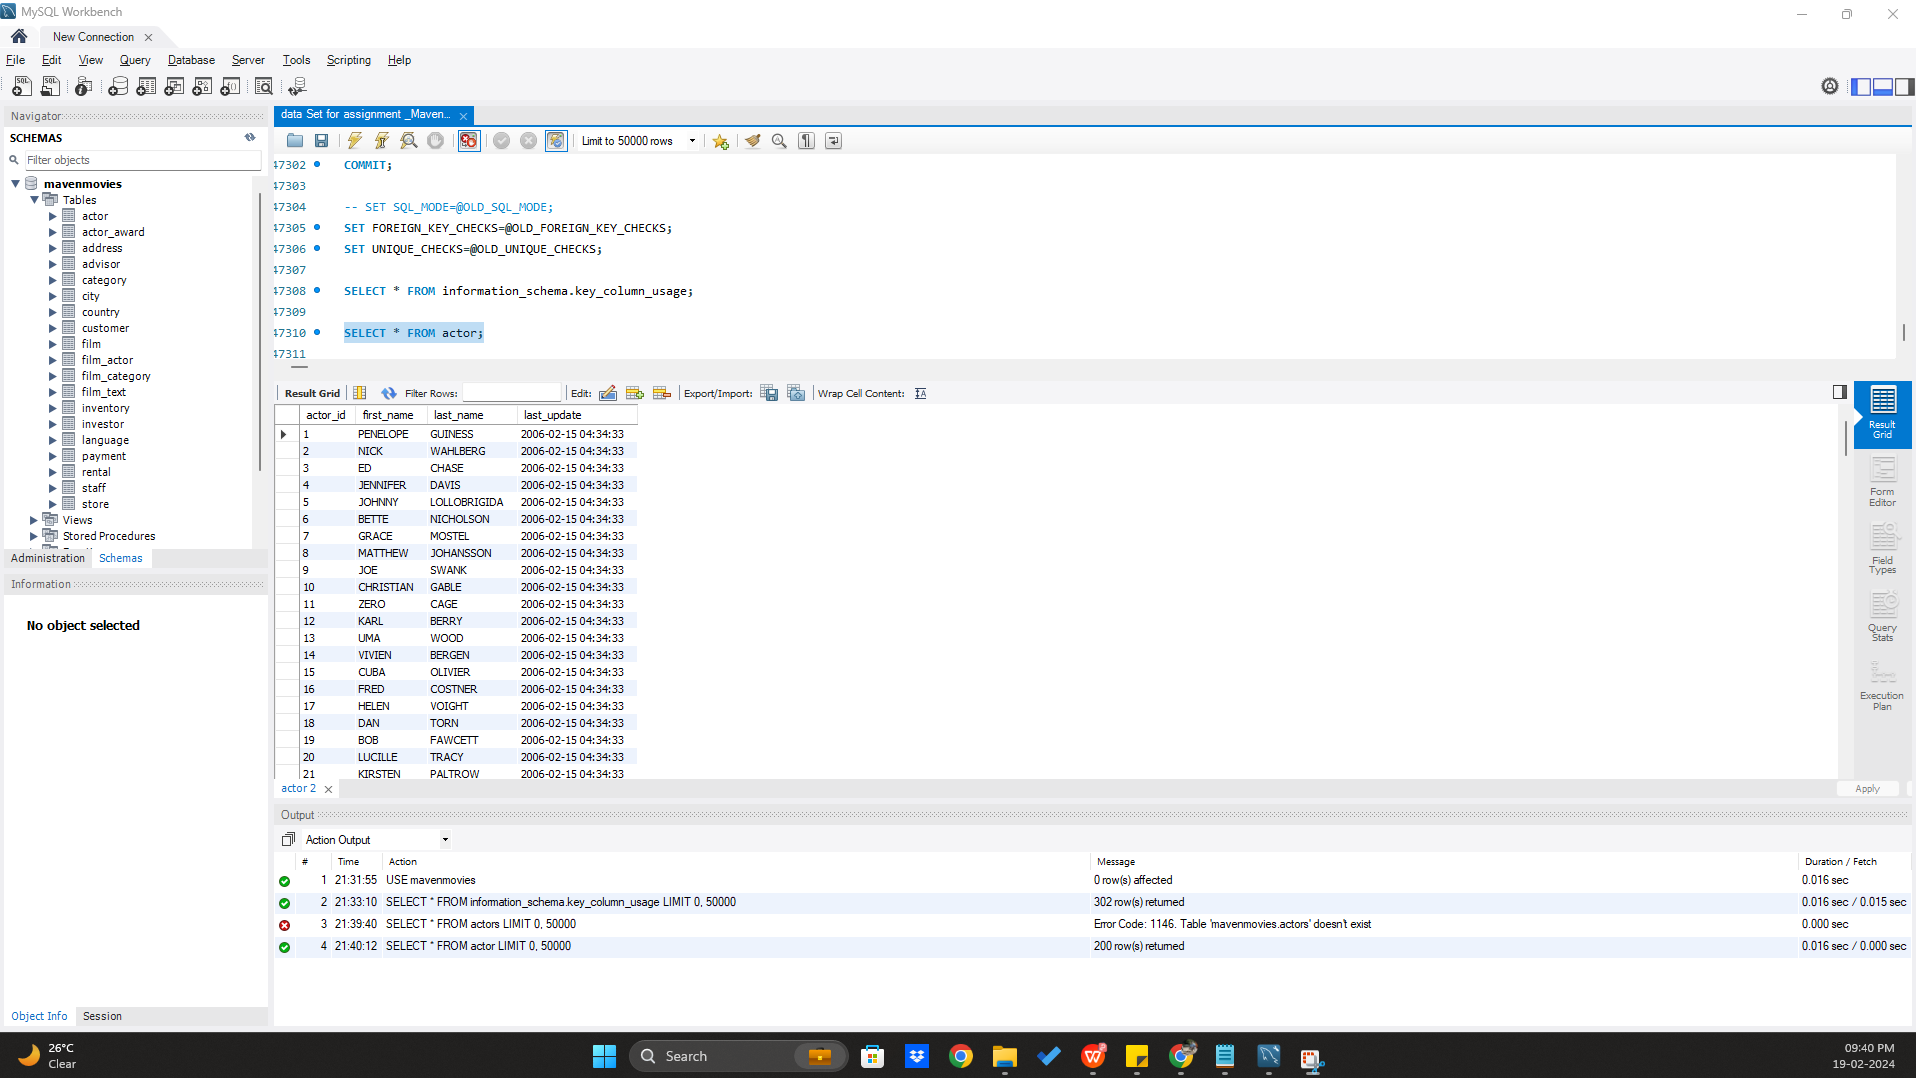 MySQL Workbench
New Connection
File Edit View Query Database Server Tools Scripting Help
Navigator
SCHEMAS
Filter objects
mavenmovies
Tables
actor
actor_award
address
advisor
category
city
country
customer
film
film_actor
film_category
film_text
inventory
investor
language
payment
rental
staff
store
Views
Stored Procedures
Administration Schemas
Information
No object selected
Object Info Session
data Set for assignment _Maven...
Limit to 50000 rows
47302 COMMIT;
47303
47304 -- SET SQL_MODE=@OLD_SQL_MODE;
47305 SET FOREIGN_KEY_CHECKS=@OLD_FOREIGN_KEY_CHECKS;
47306 SET UNIQUE_CHECKS=@OLD_UNIQUE_CHECKS;
47307
47308 SELECT * FROM information_schema.key_column_usage;
47309
47310 SELECT * FROM actor;
47311
Result Grid Filter Rows: Edit: Export/Import: Wrap Cell Content:
actor_id first_name last_name last_update
1 PENELOPE GUINESS 2006-02-15 04:34:33
2 NICK WAHLBERG 2006-02-15 04:34:33
3 ED CHASE 2006-02-15 04:34:33
4 JENNIFER DAVIS 2006-02-15 04:34:33
5 JOHNNY LOLLOBRIGIDA 2006-02-15 04:34:33
6 BETTE NICHOLSON 2006-02-15 04:34:33
7 GRACE MOSTEL 2006-02-15 04:34:33
8 MATTHEW JOHANSSON 2006-02-15 04:34:33
9 JOE SWANK 2006-02-15 04:34:33
10 CHRISTIAN GABLE 2006-02-15 04:34:33
11 ZERO CAGE 2006-02-15 04:34:33
12 KARL BERRY 2006-02-15 04:34:33
13 UMA WOOD 2006-02-15 04:34:33
14 VIVIEN BERGEN 2006-02-15 04:34:33
15 CUBA OLIVIER 2006-02-15 04:34:33
16 FRED COSTNER 2006-02-15 04:34:33
17 HELEN VOIGHT 2006-02-15 04:34:33
18 DAN TORN 2006-02-15 04:34:33
19 BOB FAWCETT 2006-02-15 04:34:33
20 LUCILLE TRACY 2006-02-15 04:34:33
21 KIRSTEN PALTROW 2006-02-15 04:34:33
Result
Grid
Form
Editor
Field
Types
Query
Stats
Execution
Plan
actor 2
Apply
Output
Action Output
# Time Action Message Duration / Fetch
1 21:31:55 USE mavenmovies 0 row(s) affected 0.016 sec
2 21:33:10 SELECT * FROM information_schema.key_column_usage LIMIT 0, 50000 302 row(s) returned 0.016 sec / 0.015 sec
3 21:39:40 SELECT * FROM actors LIMIT 0, 50000 Error Code: 1146. Table 'mavenmovies.actors' doesn't exist 0.000 sec
4 21:40:12 SELECT * FROM actor LIMIT 0, 50000 200 row(s) returned 0.016 sec / 0.000 sec
26°C
Clear
Search
09:40 PM
19-02-2024